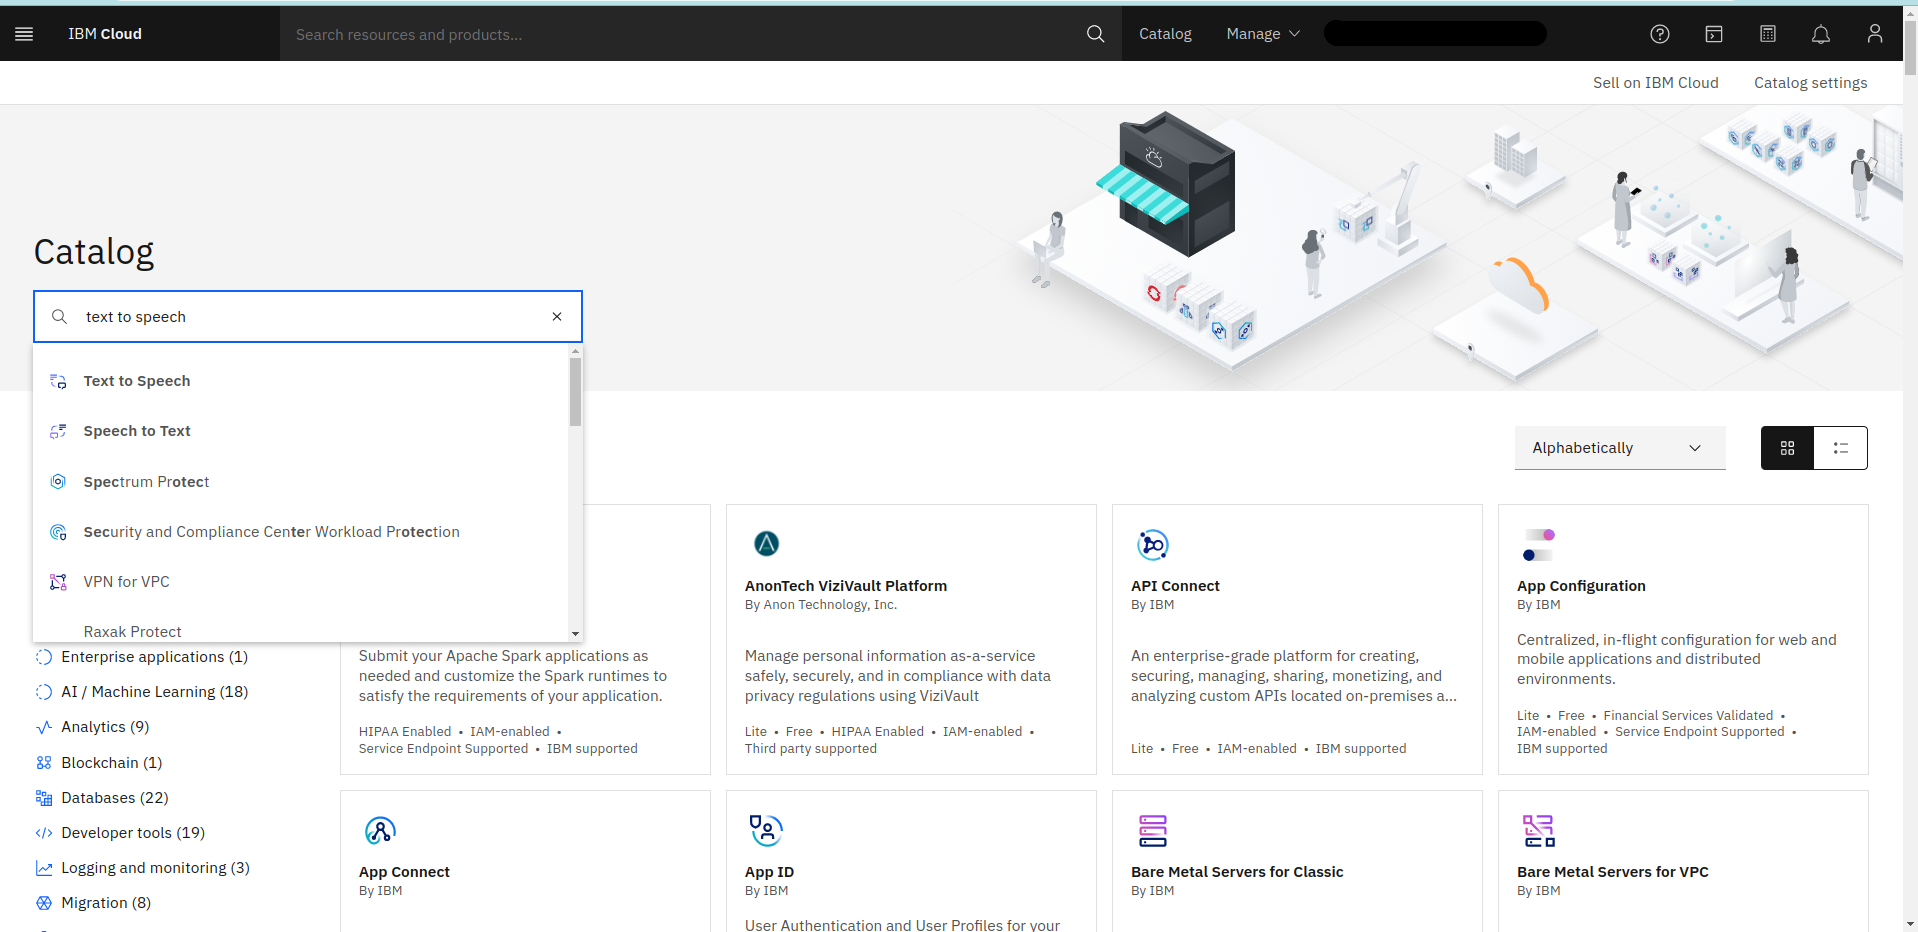 IBM Cloud
Search resources and products...
Catalog
Manage
Sell on IBM Cloud
Catalog settings
Catalog
text to speech
Text to Speech
Speech to Text
Spectrum Protect
Security and Compliance Center Workload Protection
VPN for VPC
Raxak Protect
Alphabetically
Enterprise applications (1)
AI / Machine Learning (18)
Analytics (9)
Blockchain (1)
Databases (22)
Developer tools (19)
Logging and monitoring (3)
Migration (8)
Submit your Apache Spark applications as
needed and customize the Spark runtimes to
satisfy the requirements of your application.
HIPAA Enabled • IAM-enabled •
Service Endpoint Supported • IBM supported
AnonTech ViziVault Platform
By Anon Technology, Inc.
Manage personal information as-a-service
safely, securely, and in compliance with data
privacy regulations using ViziVault
Lite • Free • HIPAA Enabled • IAM-enabled •
Third party supported
API Connect
By IBM
An enterprise-grade platform for creating,
securing, managing, sharing, monetizing, and
analyzing custom APIs located on-premises a...
Lite • Free • IAM-enabled • IBM supported
App Configuration
By IBM
Centralized, in-flight configuration for web and
mobile applications and distributed
environments.
Lite • Free • Financial Services Validated •
IAM-enabled • Service Endpoint Supported •
IBM supported
App Connect
By IBM
App ID
By IBM
User Authentication and User Profiles for your
Bare Metal Servers for Classic
By IBM
Bare Metal Servers for VPC
By IBM